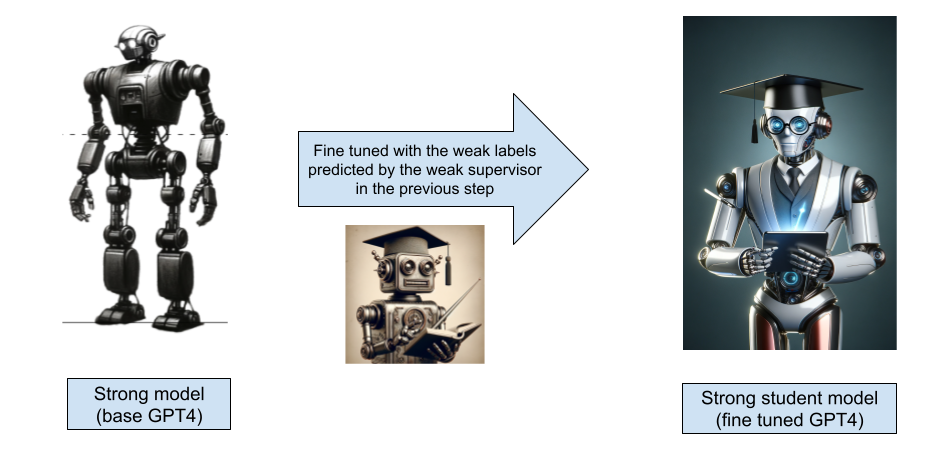 Fine tuned with the weak labels
predicted by the weak supervisor
in the previous step
Strong model
(base GPT4)
Strong student model
(fine tuned GPT4)